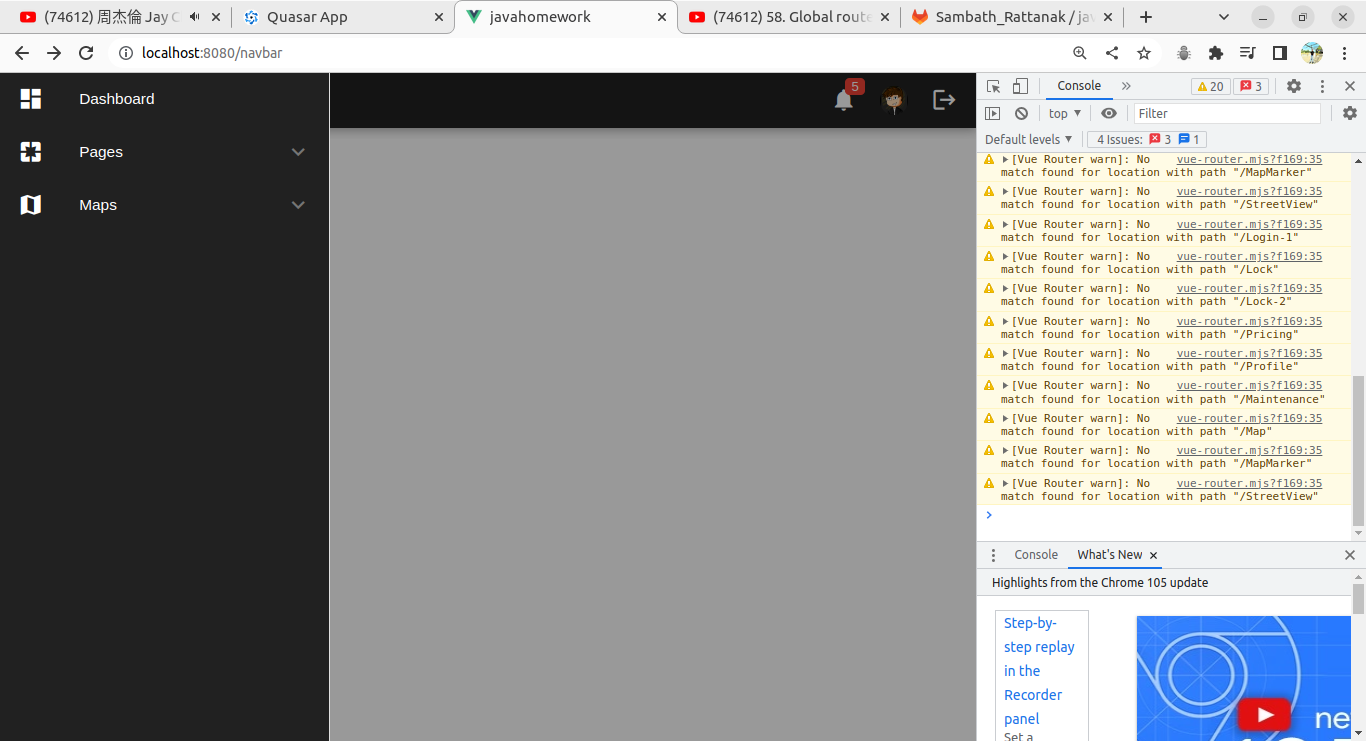 (74612) 周杰倫 Jay C
Quasar App
javahomework
(74612) 58. Global route
Sambath_Rattanak / jav
localhost:8080/navbar
Dashboard
Pages
Maps
5
Console
20
3
top
Filter
Default levels
4 Issues:
3
1
[Vue Router warn]: No vue-router.mjs?f169:35
match found for location with path "/MapMarker"
[Vue Router warn]: No vue-router.mjs?f169:35
match found for location with path "/StreetView"
[Vue Router warn]: No vue-router.mjs?f169:35
match found for location with path "/Login-1"
[Vue Router warn]: No vue-router.mjs?f169:35
match found for location with path "/Lock"
[Vue Router warn]: No vue-router.mjs?f169:35
match found for location with path "/Lock-2"
[Vue Router warn]: No vue-router.mjs?f169:35
match found for location with path "/Pricing"
[Vue Router warn]: No vue-router.mjs?f169:35
match found for location with path "/Profile"
[Vue Router warn]: No vue-router.mjs?f169:35
match found for location with path "/Maintenance"
[Vue Router warn]: No vue-router.mjs?f169:35
match found for location with path "/Map"
[Vue Router warn]: No vue-router.mjs?f169:35
match found for location with path "/MapMarker"
[Vue Router warn]: No vue-router.mjs?f169:35
match found for location with path "/StreetView"
Console
What's New
Highlights from the Chrome 105 update
Step-by-
step replay
in the
Recorder
panel
Set a
ne